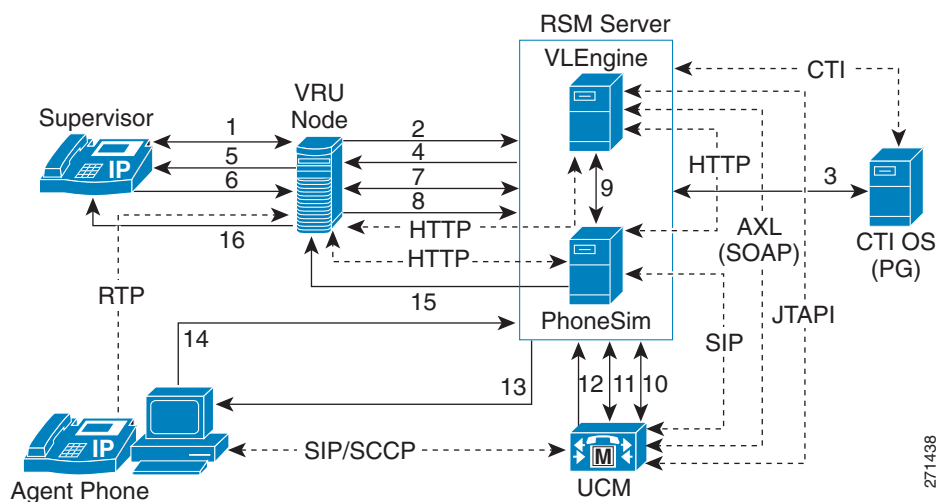 RSM Server
VLEngine
CTI
VRU
Node
Supervisor
1
2
5
4
HTTP
3
IP
6
7
9
8
HTTP
AXL
(SOAP)
CTI OS
(PG)
16
HTTP
RTP
15
JTAPI
14
PhoneSim
SIP
13
12
11
10
IP
SIP/SCCP
M
Agent Phone
UCM
271438